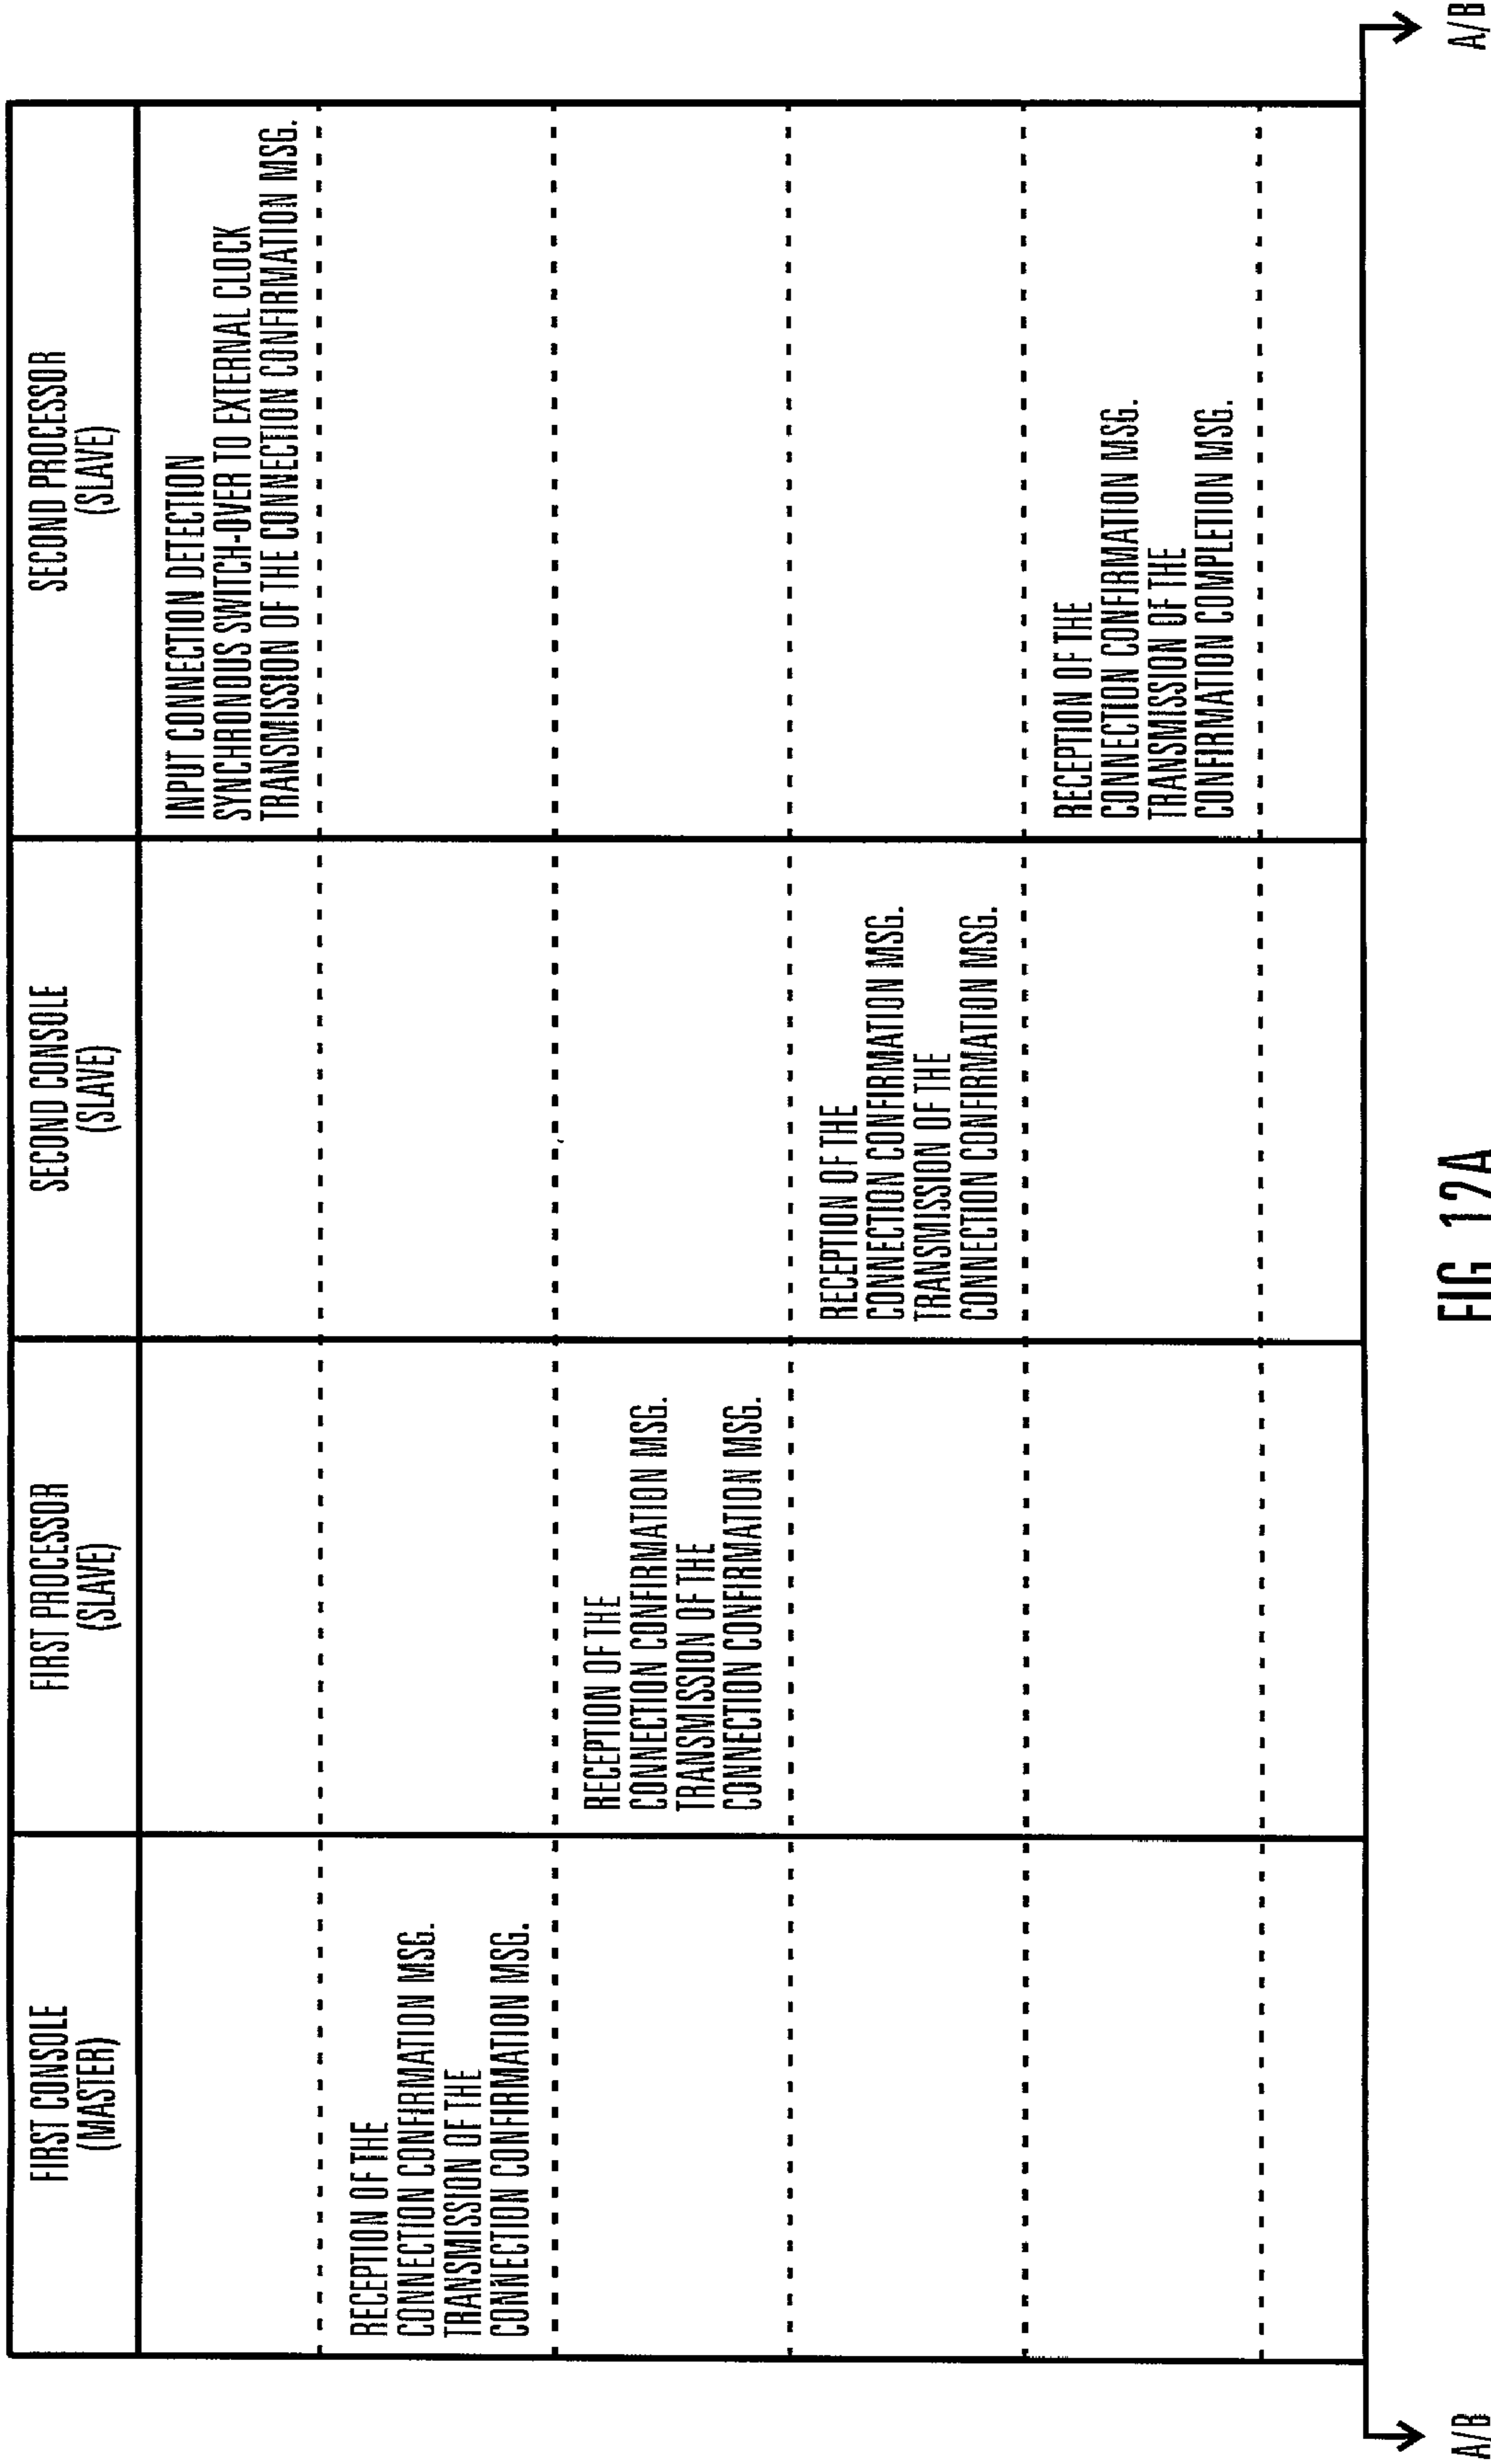 FIRST CONSOLE
(MASTER)
FIRST PROCESSOR
(SLAVE)
SECOND CONSOLE
(SLAVE)
SECOND PROCESSOR
(SLAVE)
INPUT CONNECTION DETECTION
SYNCHRONOUS SWITCH-OVER TO EXTERNAL CLOCK
TRANSMISSION OF THE CONNECTION CONFIRMATION MSG.
RECEPTION OF THE
CONNECTION CONFIRMATION MSG.
TRANSMISSION OF THE
CONNECTION CONFIRMATION MSG.
RECEPTION OF THE
CONNECTION CONFIRMATION MSG.
TRANSMISSION OF THE
CONNECTION CONFIRMATION MSG.
RECEPTION OF THE
CONNECTION CONFIRMATION MSG.
TRANSMISSION OF THE
CONNECTION CONFIRMATION MSG.
RECEPTION OF THE
CONNECTION CONFIRMATION MSG.
TRANSMISSION OF THE
CONFIRMATION COMPLETION MSG.
A/B
A/B
FIG 12A